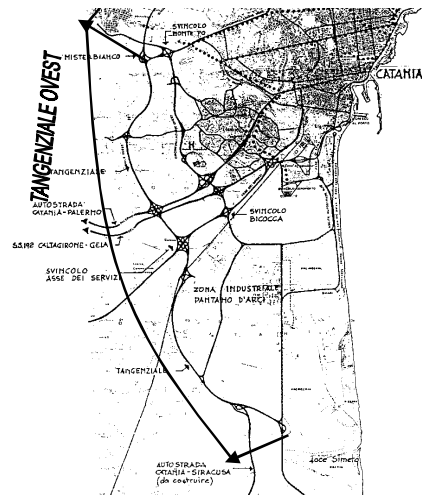 SVINCOLO
MONTE PO
MISTERBIANCO
CATANIA
TANGENZIALE OVEST
TANGENZIALE
AUTOSTRADA
CATANIA-PALERMO
SVINCOLO
BICOCCA
S.S.192 CALTAGIRONE-GELA
SVINCOLO
ASSE DEI SERVIZI
ZONA INDUSTRIALE
PANTANO D'ARCI
TANGENZIALE
Foce Simeto
AUTOSTRADA
CATANIA-SIRACUSA
(da costruire)